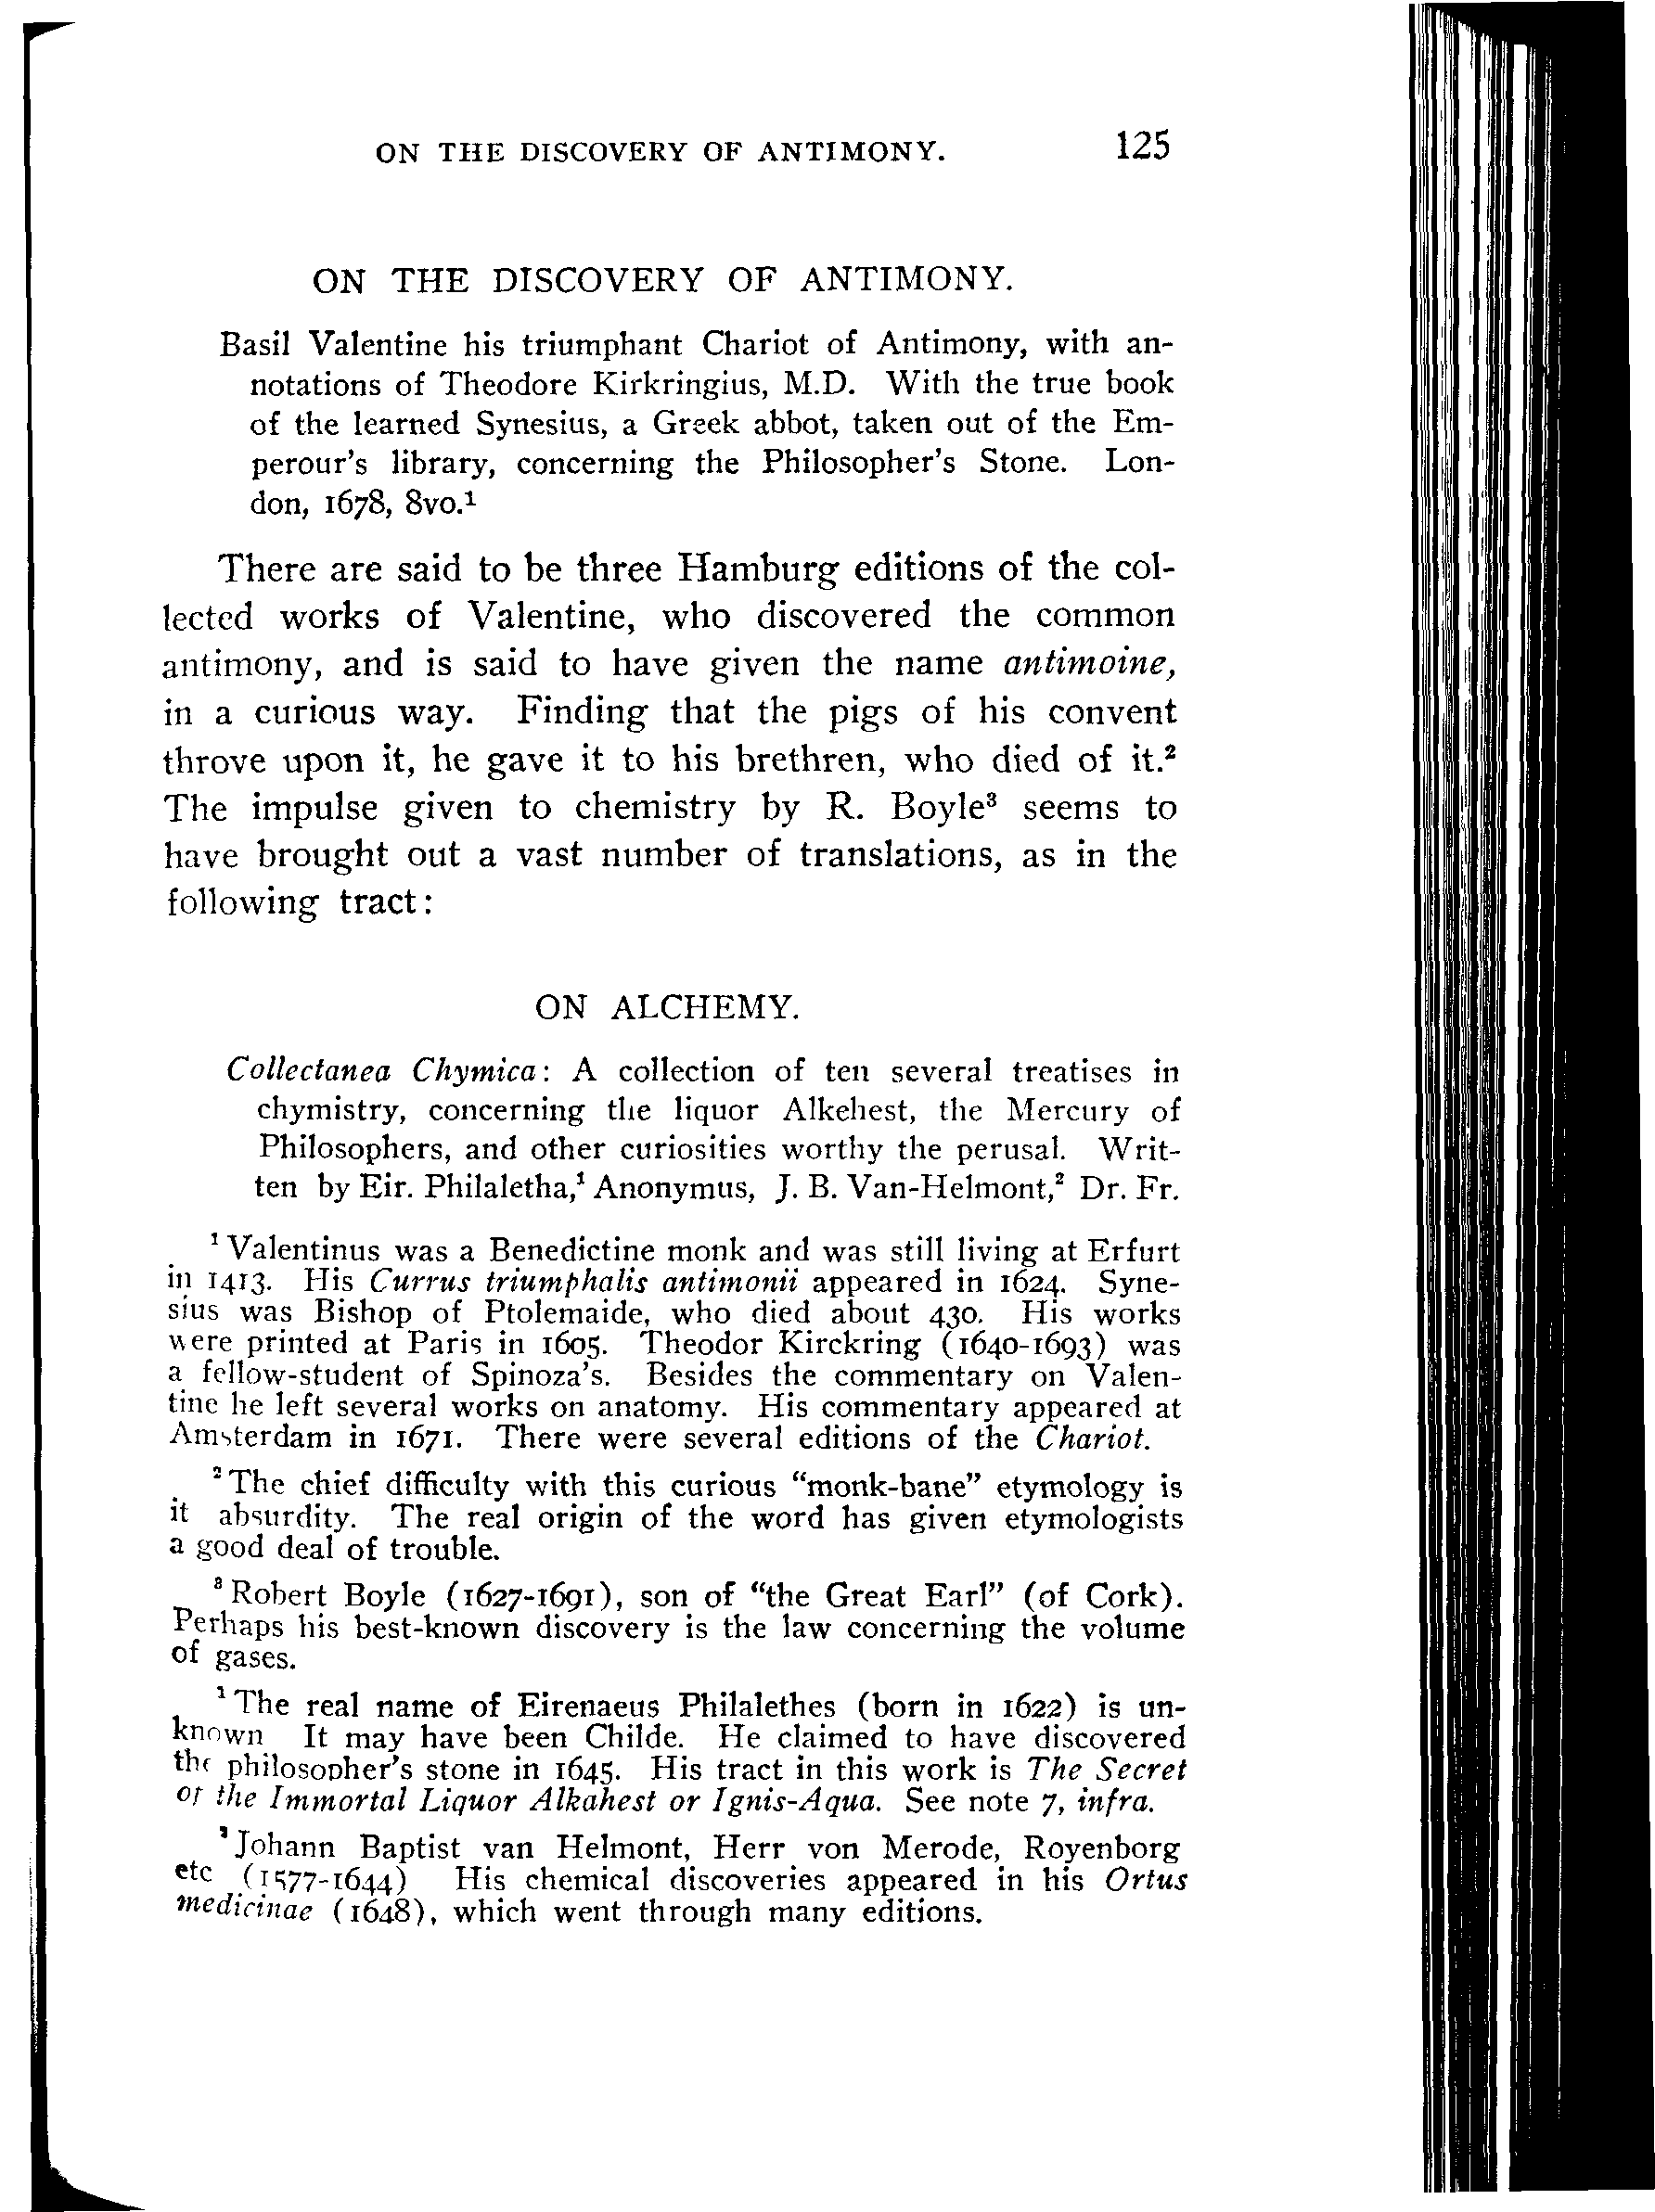 ON THE DISCOVERY OF ANTIMONY. 125
ON THE DISCOVERY OF ANTIMONY.
Basil Valentine his triumphant Chariot of Antimony, with an-
notations of Theodore Kirkringius, M.D. With the true book
of the learned Synesius, a Greek abbot, taken out of the Em-
perour's library, concerning the Philosopher's Stone. Lon-
don, 1678, 8vo.¹
There are said to be three Hamburg editions of the col-
lected works of Valentine, who discovered the common
antimony, and is said to have given the name antimoine,
in a curious way. Finding that the pigs of his convent
throve upon it, he gave it to his brethren, who died of it.²
The impulse given to chemistry by R. Boyle³ seems to
have brought out a vast number of translations, as in the
following tract:
ON ALCHEMY.
Collectanea Chymica: A collection of ten several treatises in
chymistry, concerning the liquor Alkehest, the Mercury of
Philosophers, and other curiosities worthy the perusal. Writ-
ten by Eir. Philaletha,¹ Anonymus, J. B. Van-Helmont,² Dr. Fr.
¹ Valentinus was a Benedictine monk and was still living at Erfurt
in 1413. His Currus triumphalis antimonii appeared in 1624. Syne-
sius was Bishop of Ptolemaide, who died about 430. His works
were printed at Paris in 1605. Theodor Kirckring (1640-1693) was
a fellow-student of Spinoza's. Besides the commentary on Valen-
tine he left several works on anatomy. His commentary appeared at
Amsterdam in 1671. There were several editions of the Chariot.
² The chief difficulty with this curious "monk-bane" etymology is
it absurdity. The real origin of the word has given etymologists
a good deal of trouble.
³ Robert Boyle (1627-1691), son of "the Great Earl" (of Cork).
Perhaps his best-known discovery is the law concerning the volume
of gases.
¹ The real name of Eirenaeus Philalethes (born in 1622) is un-
known It may have been Childe. He claimed to have discovered
the philosopher's stone in 1645. His tract in this work is The Secret
of the Immortal Liquor Alkahest or Ignis-Aqua. See note 7, infra.
² Johann Baptist van Helmont, Herr von Merode, Royenborg
etc (1577-1644) His chemical discoveries appeared in his Ortus
medicinae (1648), which went through many editions.